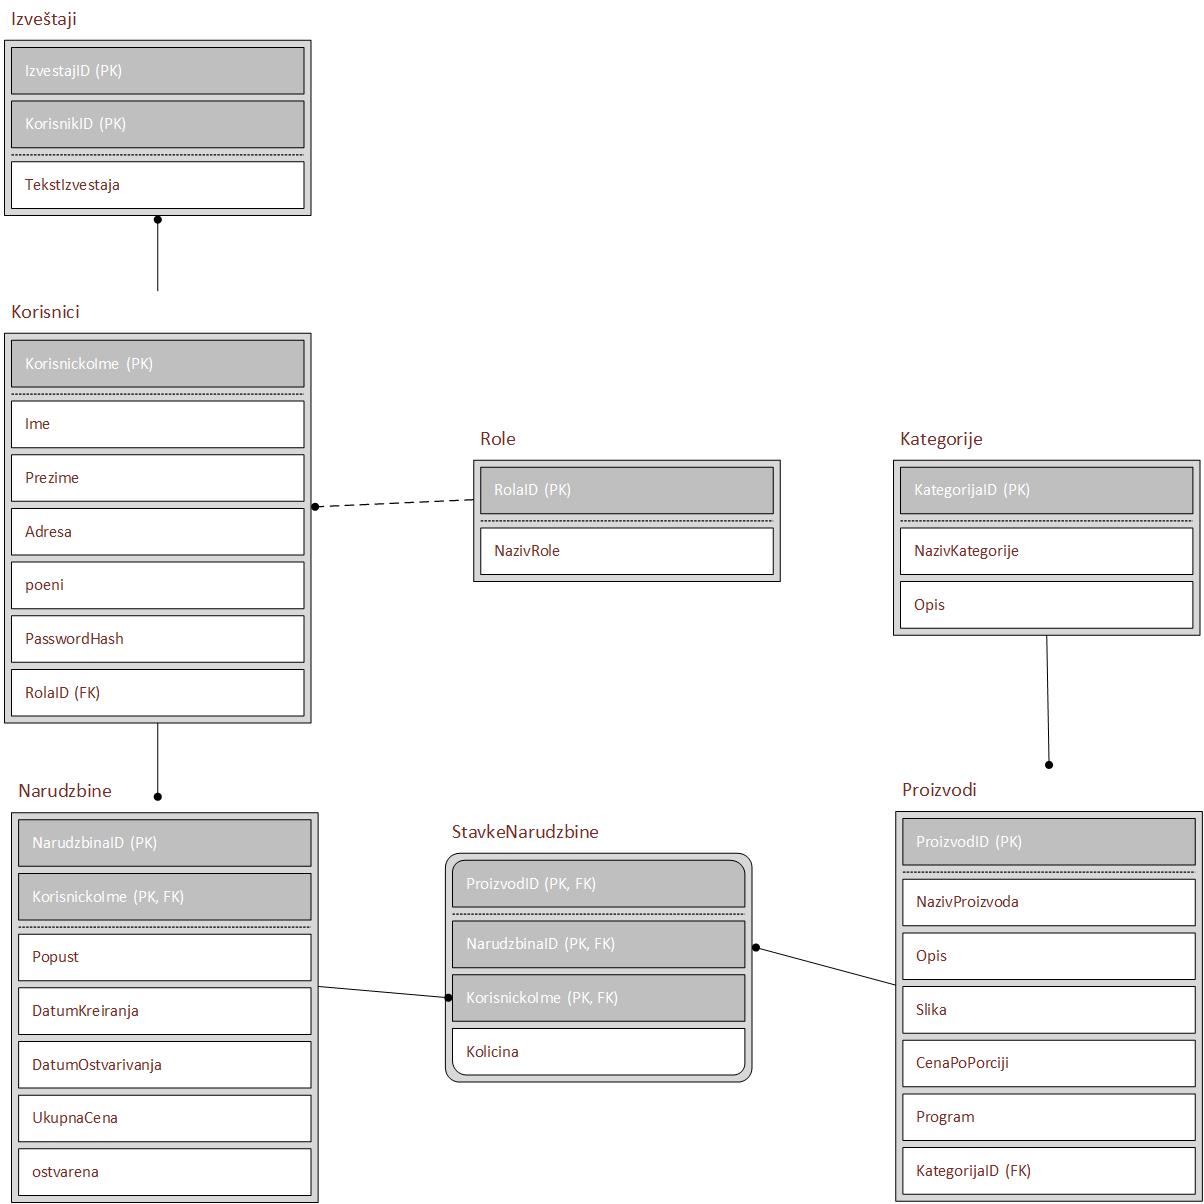 Izveštaji
IzvestajID (PK)
KorisnikID (PK)
TekstIzvestaja
Korisnici
KorisnickoIme (PK)
Ime
Prezime
Adresa
poeni
PasswordHash
RolaID (FK)
Role
RolaID (PK)
NazivRole
Kategorije
KategorijaID (PK)
NazivKategorije
Opis
Narudzbine
NarudzbinaID (PK)
KorisnickoIme (PK, FK)
Popust
DatumKreiranja
DatumOstvarivanja
UkupnaCena
ostvarena
StavkeNarudzbine
ProizvodID (PK, FK)
NarudzbinaID (PK, FK)
KorisnickoIme (PK, FK)
Kolicina
Proizvodi
ProizvodID (PK)
NazivProizvoda
Opis
Slika
CenaPoPorciji
Program
KategorijaID (FK)